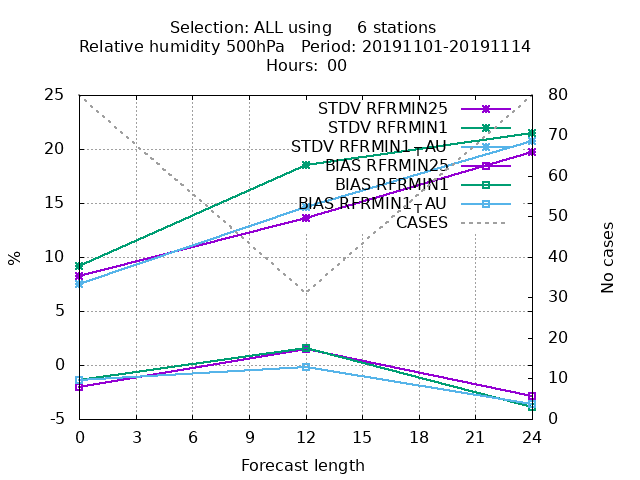 Selection: ALL using     6 stations
Relative humidity 500hPa   Period: 20191101-20191114
Hours: 00
25
20
15
10
5
0
-5
%
STDV RFRMIN25
STDV RFRMIN1
STDV RFRMIN1_AU
BIAS RFRMIN25
BIAS RFRMIN1
BIAS RFRMIN1_AU
CASES
80
70
60
50
40
30
20
10
0
No cases
0 3 6 9 12 15 18 21 24
Forecast length